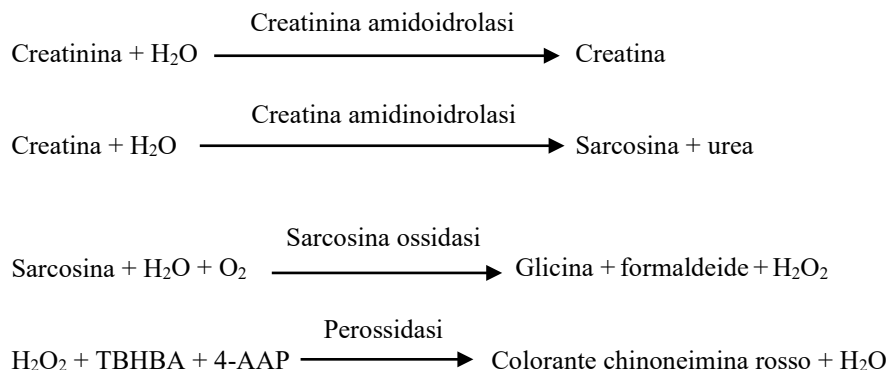 Creatinina amidoidrolasi
Creatinina + H₂O Creatina
Creatina amidinoidrolasi
Creatina + H₂O Sarcosina + urea
Sarcosina ossidasi
Sarcosina + H₂O + O₂ Glicina + formaldeide + H₂O₂
Perossidasi
H₂O₂ + TBHBA + 4-AAP Colorante chinoneimina rosso + H₂O